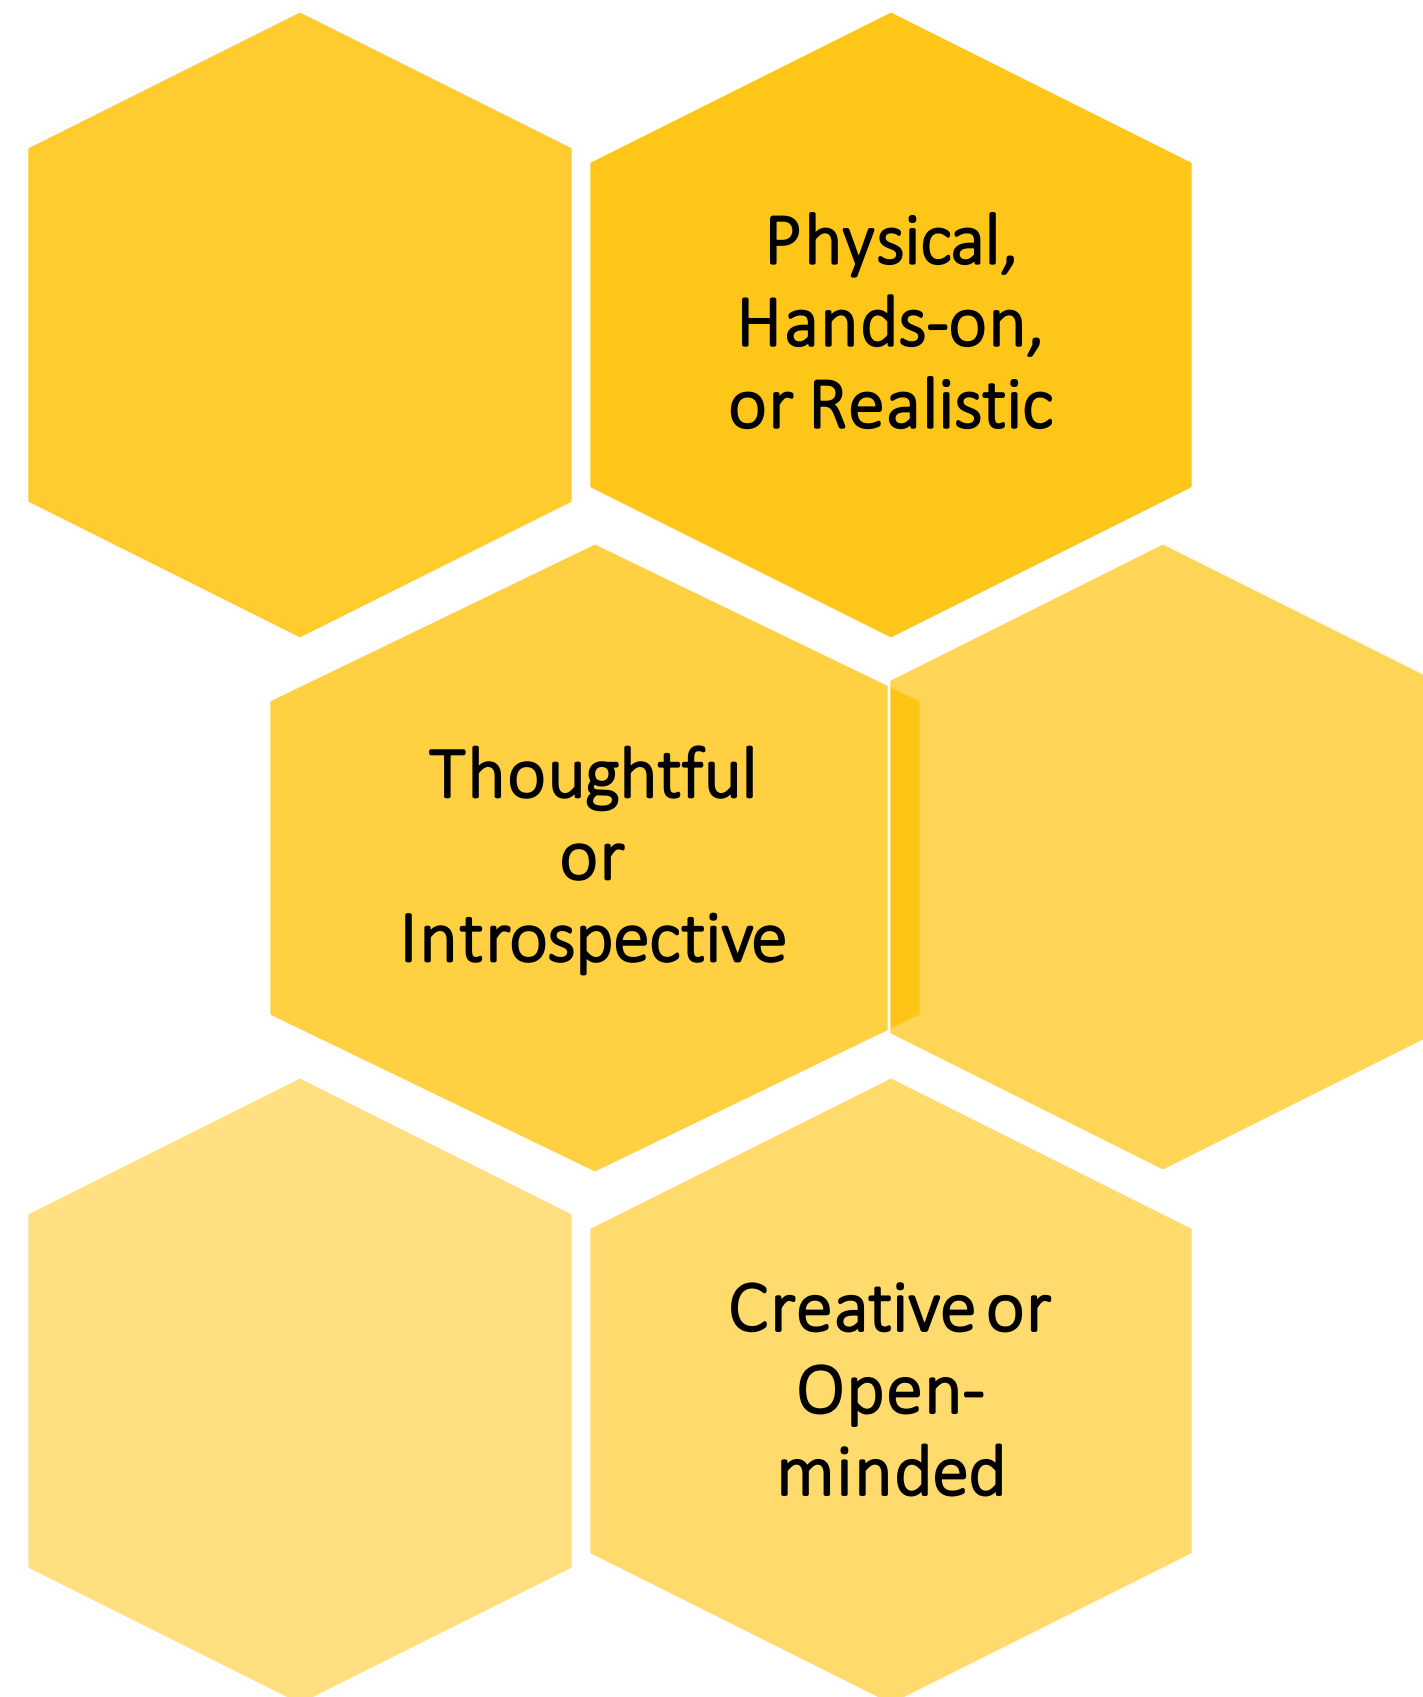 Physical,
Hands-on,
or Realistic
Thoughtful
or
Introspective
Creative or
Open-
minded